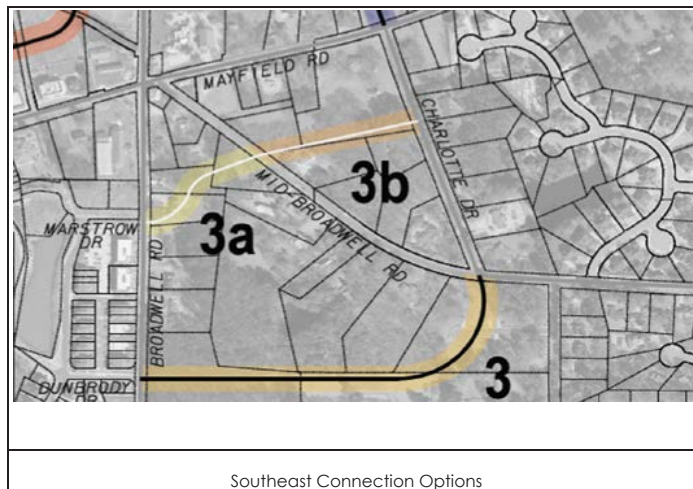 MAYFIELD RD
CHARLOTTE DR
3b
MID-BROADWELL RD
MARSTROW
DR
3a
BROADWELL RD
DUNBRODY
DR
3
Southeast Connection Options